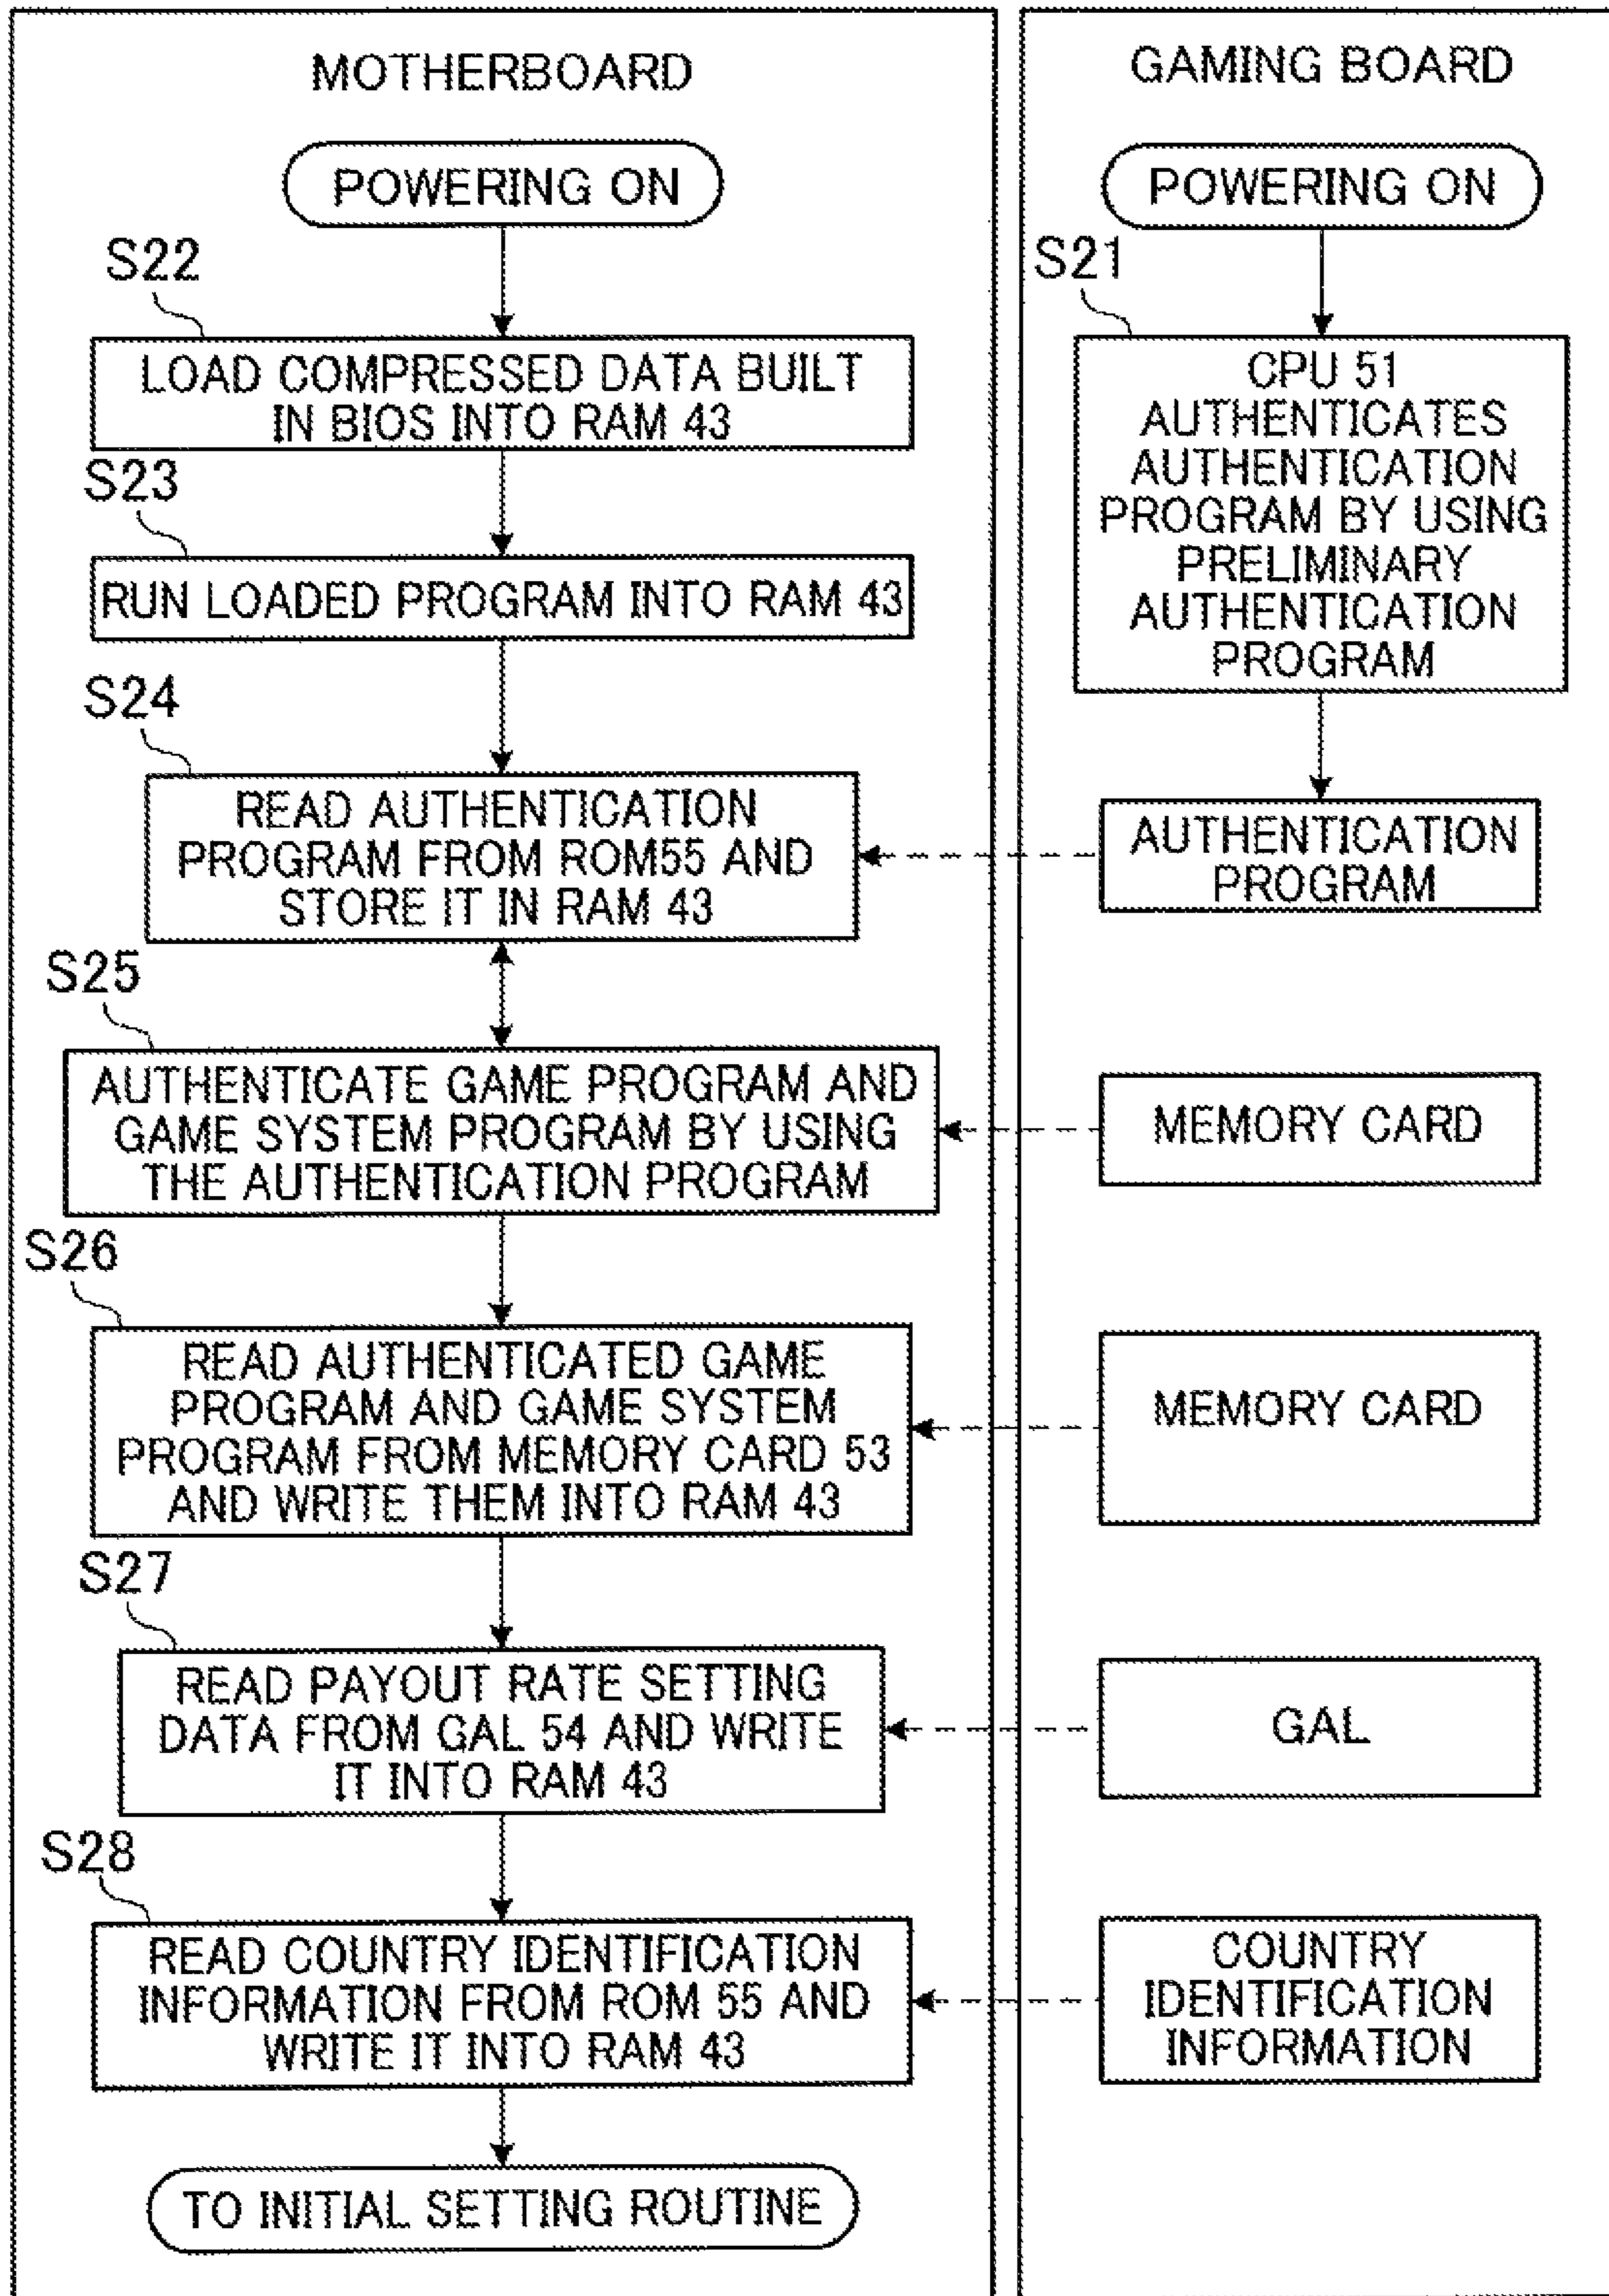 MOTHERBOARD
POWERING ON
S22
LOAD COMPRESSED DATA BUILT
IN BIOS INTO RAM 43
S23
RUN LOADED PROGRAM INTO RAM 43
S24
READ AUTHENTICATION
PROGRAM FROM ROM55 AND
STORE IT IN RAM 43
S25
AUTHENTICATE GAME PROGRAM AND
GAME SYSTEM PROGRAM BY USING
THE AUTHENTICATION PROGRAM
S26
READ AUTHENTICATED GAME
PROGRAM AND GAME SYSTEM
PROGRAM FROM MEMORY CARD 53
AND WRITE THEM INTO RAM 43
S27
READ PAYOUT RATE SETTING
DATA FROM GAL 54 AND WRITE
IT INTO RAM 43
S28
READ COUNTRY IDENTIFICATION
INFORMATION FROM ROM 55 AND
WRITE IT INTO RAM 43
TO INITIAL SETTING ROUTINE
GAMING BOARD
POWERING ON
S21
CPU 51
AUTHENTICATES
AUTHENTICATION
PROGRAM BY USING
PRELIMINARY
AUTHENTICATION
PROGRAM
AUTHENTICATION
PROGRAM
MEMORY CARD
MEMORY CARD
GAL
COUNTRY
IDENTIFICATION
INFORMATION